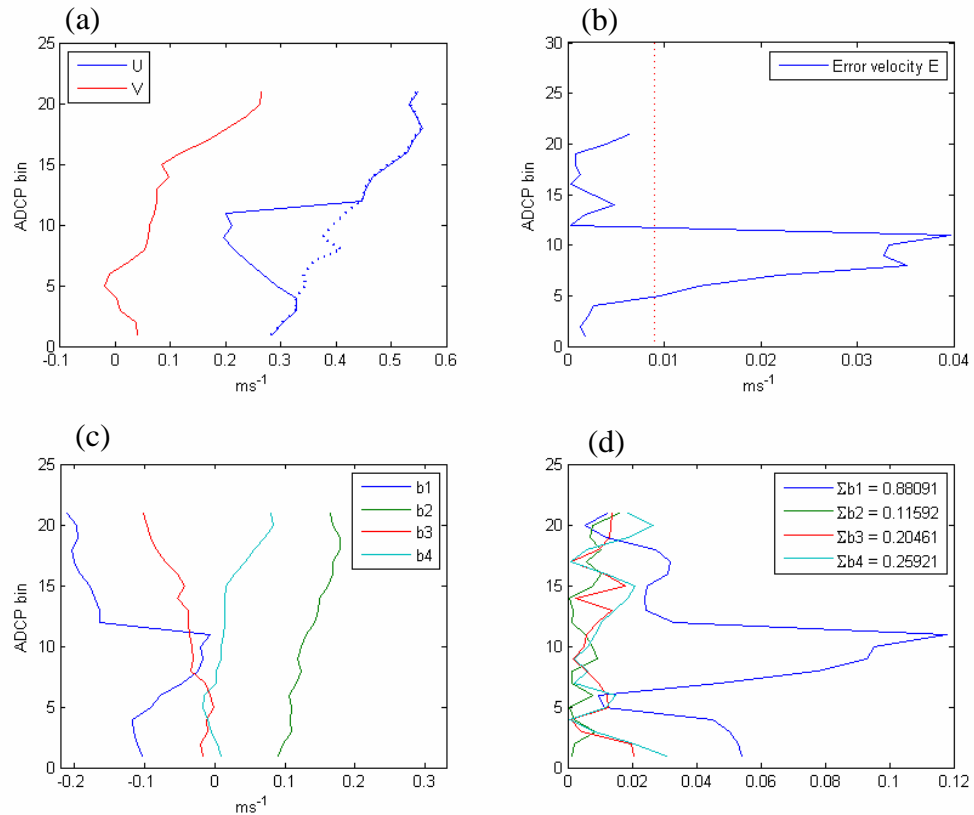 (a)
(b)
25
20
15
10
5
0
ADCP bin
U
V
-0.1
0
0.1
0.2
0.3
0.4
0.5
0.6
ms⁻¹
30
25
20
15
10
5
0
ADCP bin
Error velocity E
0
0.01
0.02
0.03
0.04
ms⁻¹
(c)
(d)
25
20
15
10
5
0
ADCP bin
b1
b2
b3
b4
-0.2
-0.1
0
0.1
0.2
0.3
ms⁻¹
25
20
15
10
5
0
Σb1 = 0.88091
Σb2 = 0.11592
Σb3 = 0.20461
Σb4 = 0.25921
0
0.02
0.04
0.06
0.08
0.1
0.12